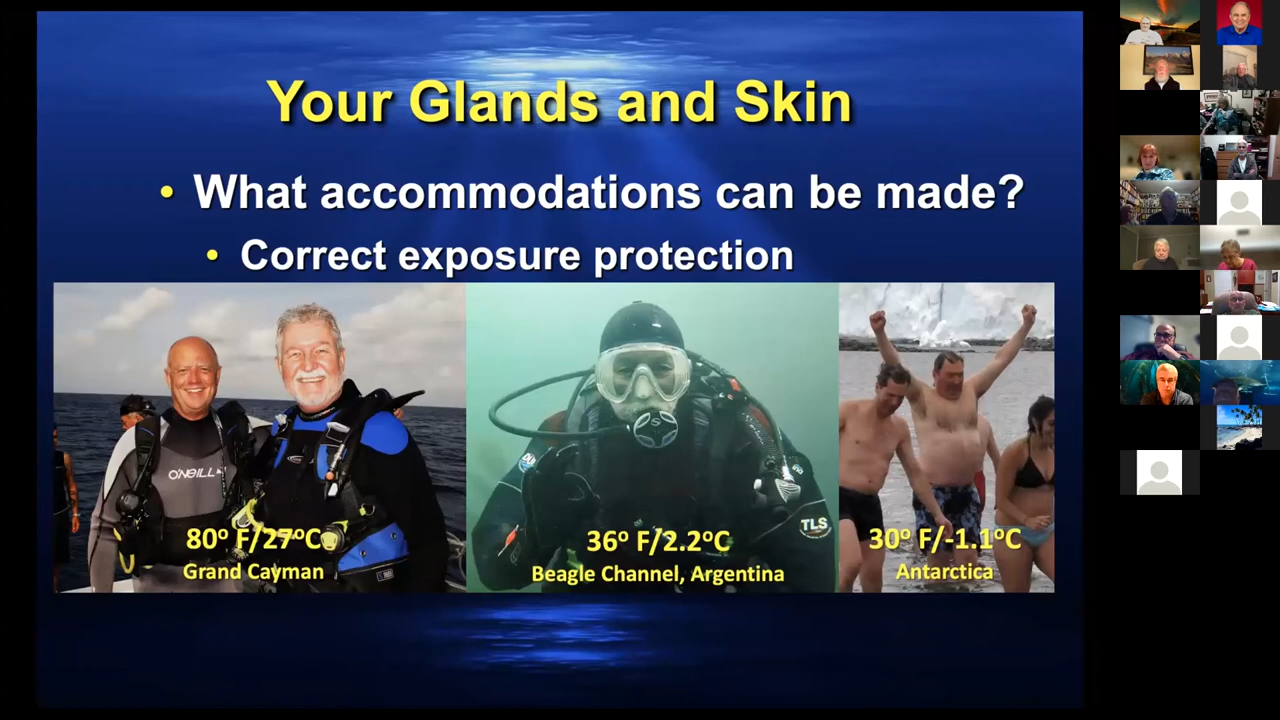 Your Glands and Skin
• What accommodations can be made?
• Correct exposure protection
O'NEILL
TLS
80º F/27ºC
Grand Cayman
36º F/2.2ºC
Beagle Channel, Argentina
30º F/-1.1ºC
Antarctica